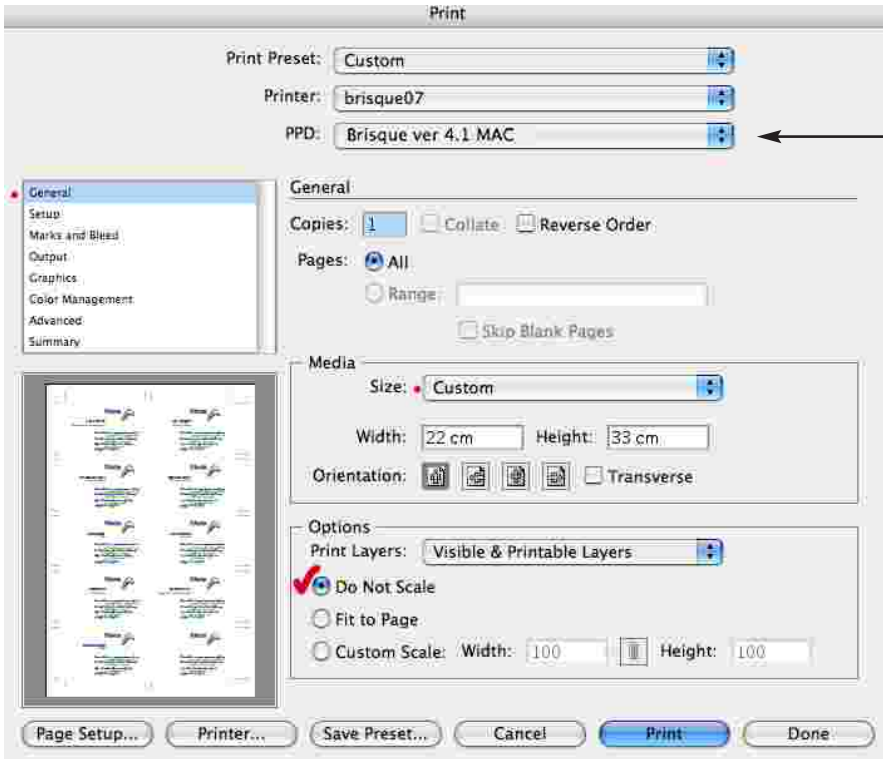 Print
Print Preset: Custom
Printer: brisque07
PPD: Brisque ver 4.1 MAC
General
Setup
Marks and Bleed
Output
Graphics
Color Management
Advanced
Summary
General
Copies: 1 Collate Reverse Order
Pages: All
Range:
Skip Blank Pages
Media
Size: Custom
Width: 22 cm Height: 33 cm
Orientation: Transverse
Options
Print Layers: Visible & Printable Layers
Do Not Scale
Fit to Page
Custom Scale: Width: 100 Height: 100
Page Setup... Printer... Save Preset... Cancel Print Done